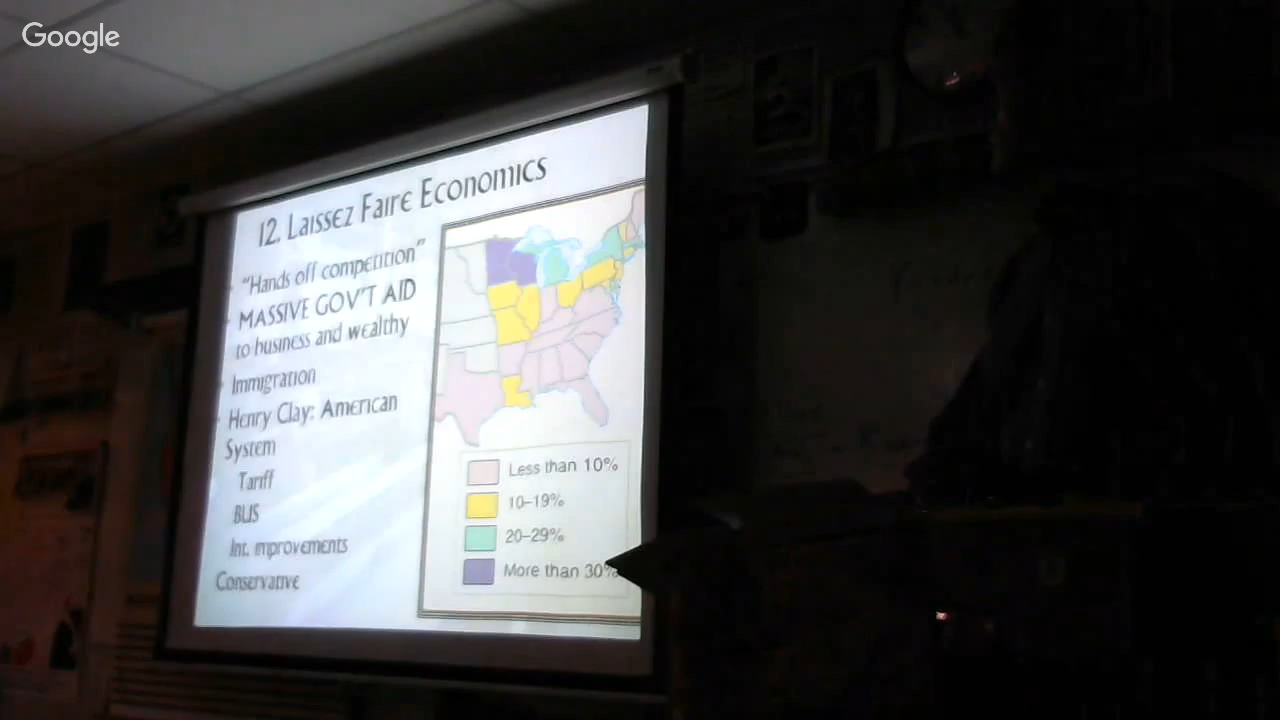 Google
12. Laissez Faire Economics
"Hands off competition"
MASSIVE GOV'T AID
to business and wealthy
Immigration
Henry Clay: American
System
Tariff
BUS
Int. mprovements
Conservative
Less than 10%
10–19%
20–29%
More than 30%